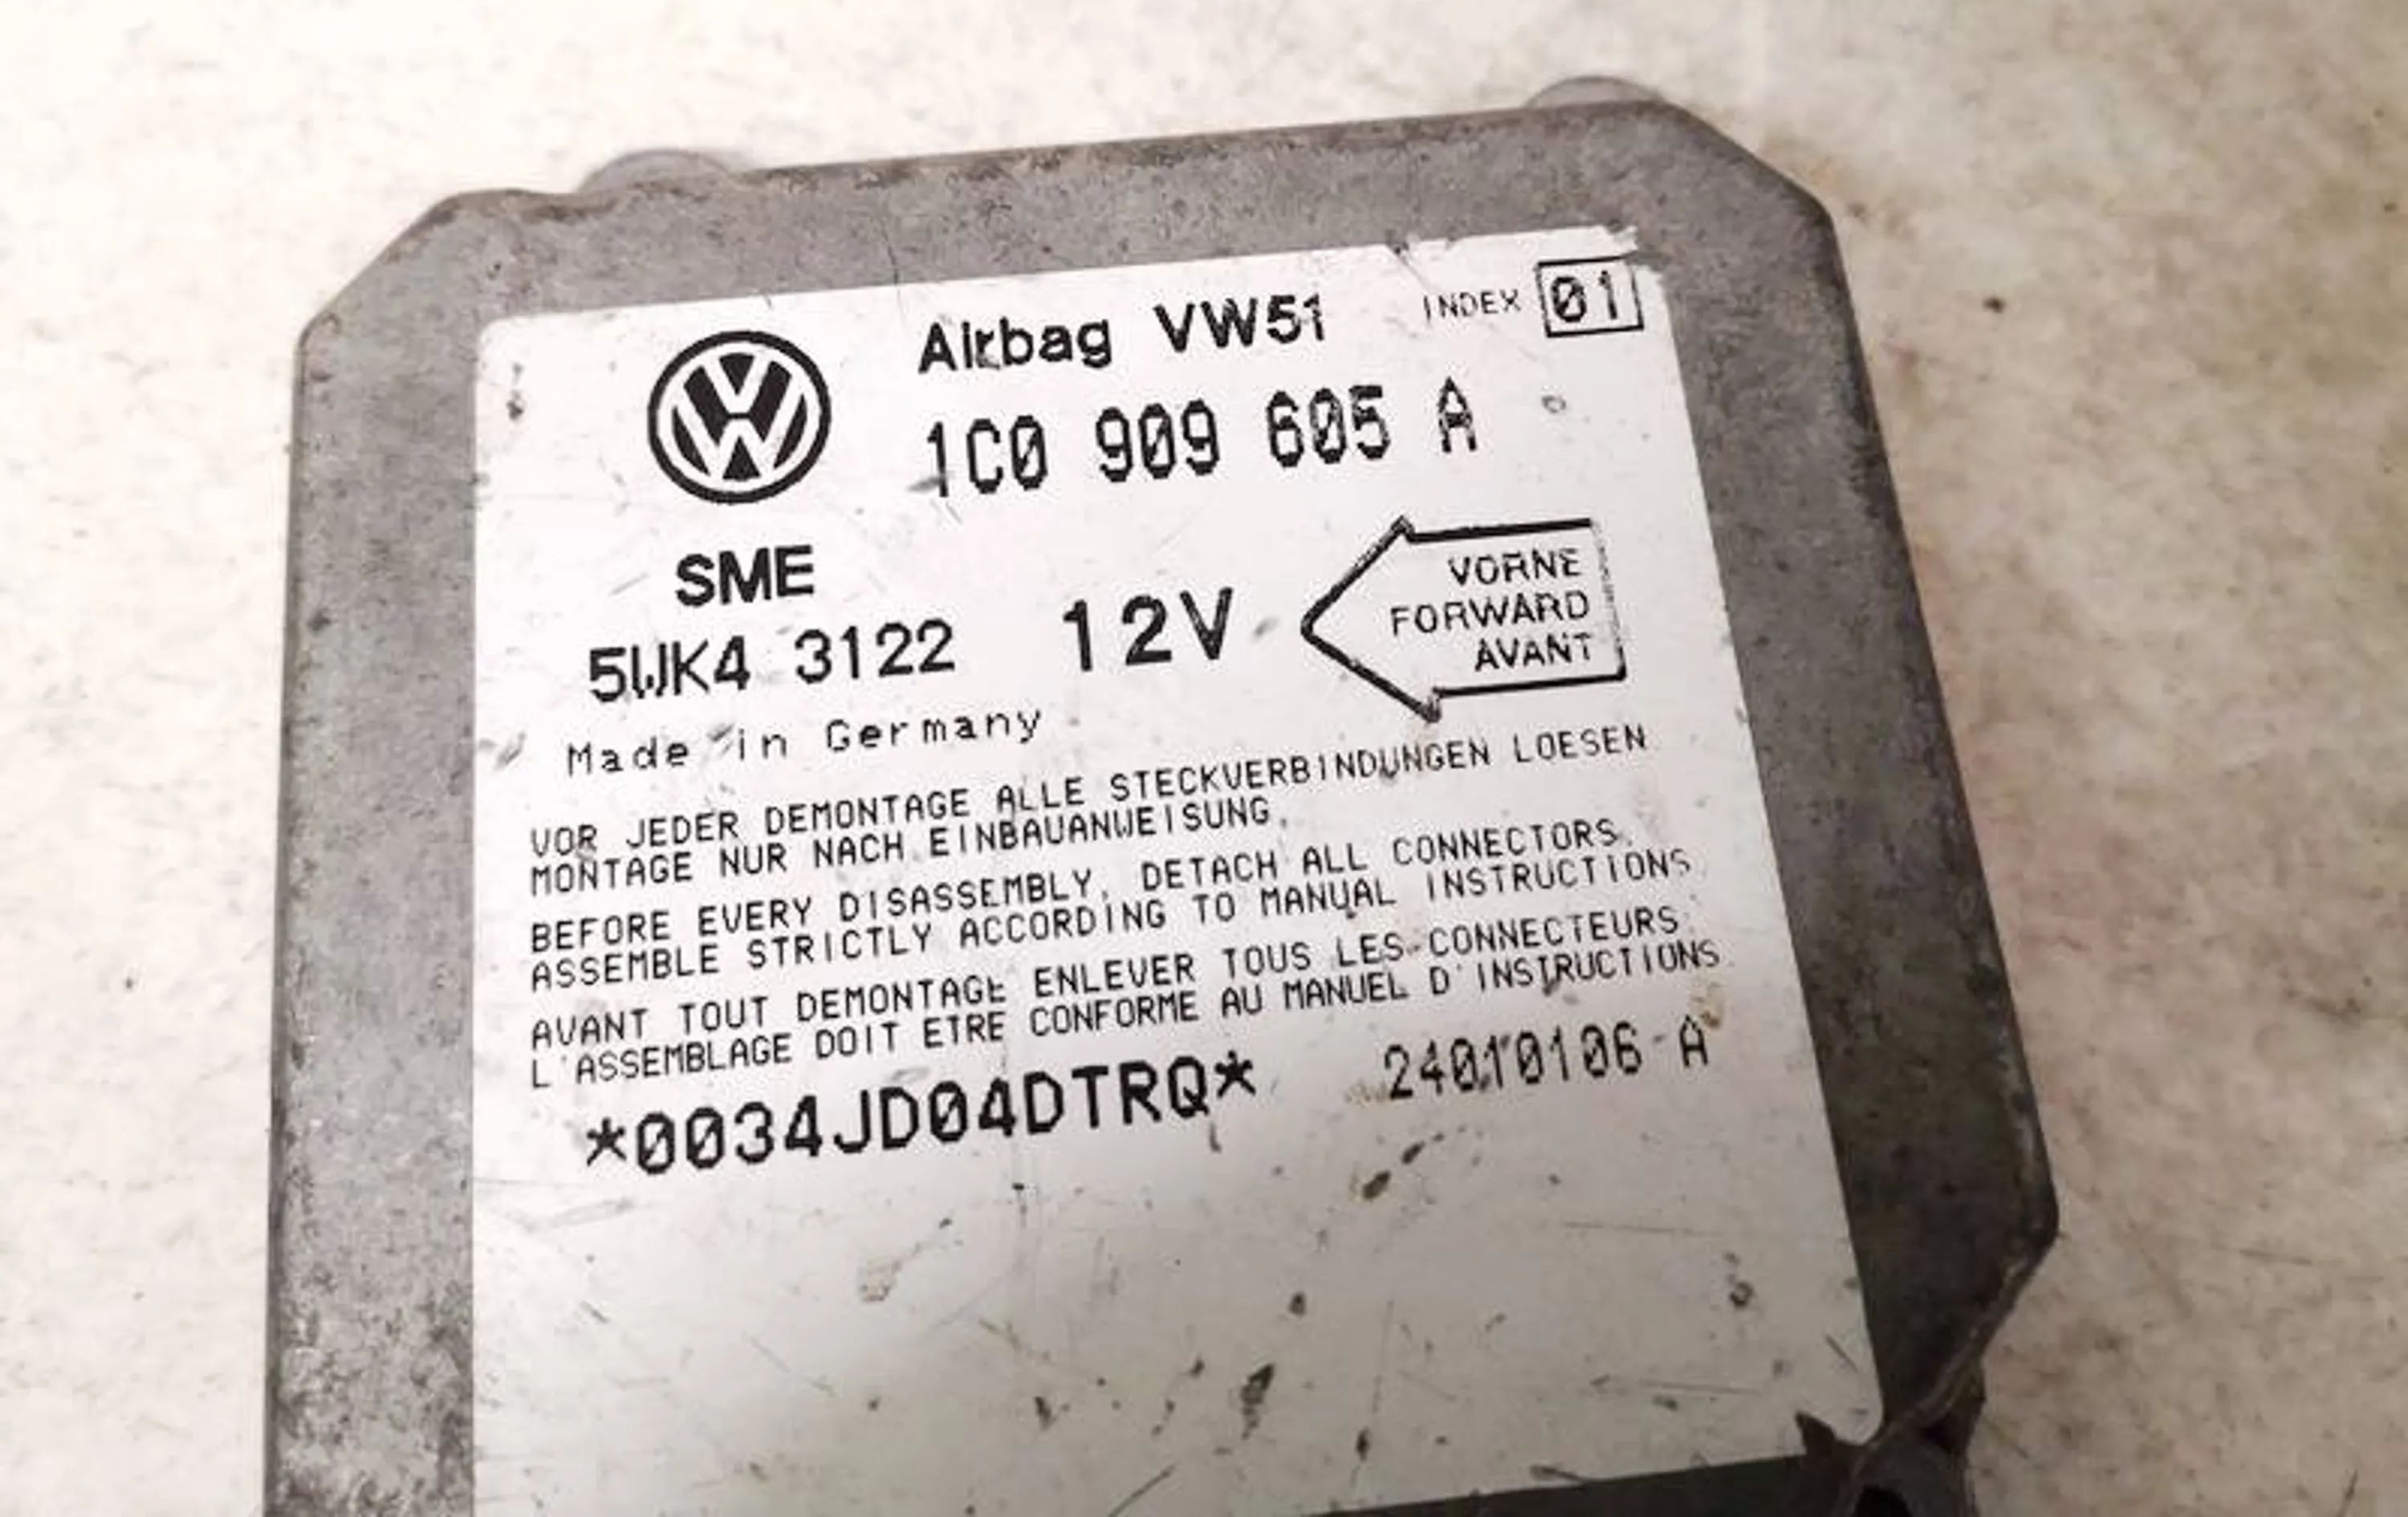 Airbag VW51 INDEX 01
1C0 909 605 A
SME
5WK4 3122 12V
VORNE
FORWARD
AVANT
Made in Germany
VOR JEDER DEMONTAGE ALLE STECKVERBINDUNGEN LOESEN
MONTAGE NUR NACH EINBAUANWEISUNG.
BEFORE EVERY DISASSEMBLY, DETACH ALL CONNECTORS.
ASSEMBLE STRICTLY ACCORDING TO MANUAL INSTRUCTIONS
AVANT TOUT DEMONTAGE ENLEVER TOUS LES CONNECTEURS.
L'ASSEMBLAGE DOIT ETRE CONFORME AU MANUEL D'INSTRUCTIONS
*0034JD04DTRQ* 24010106 A